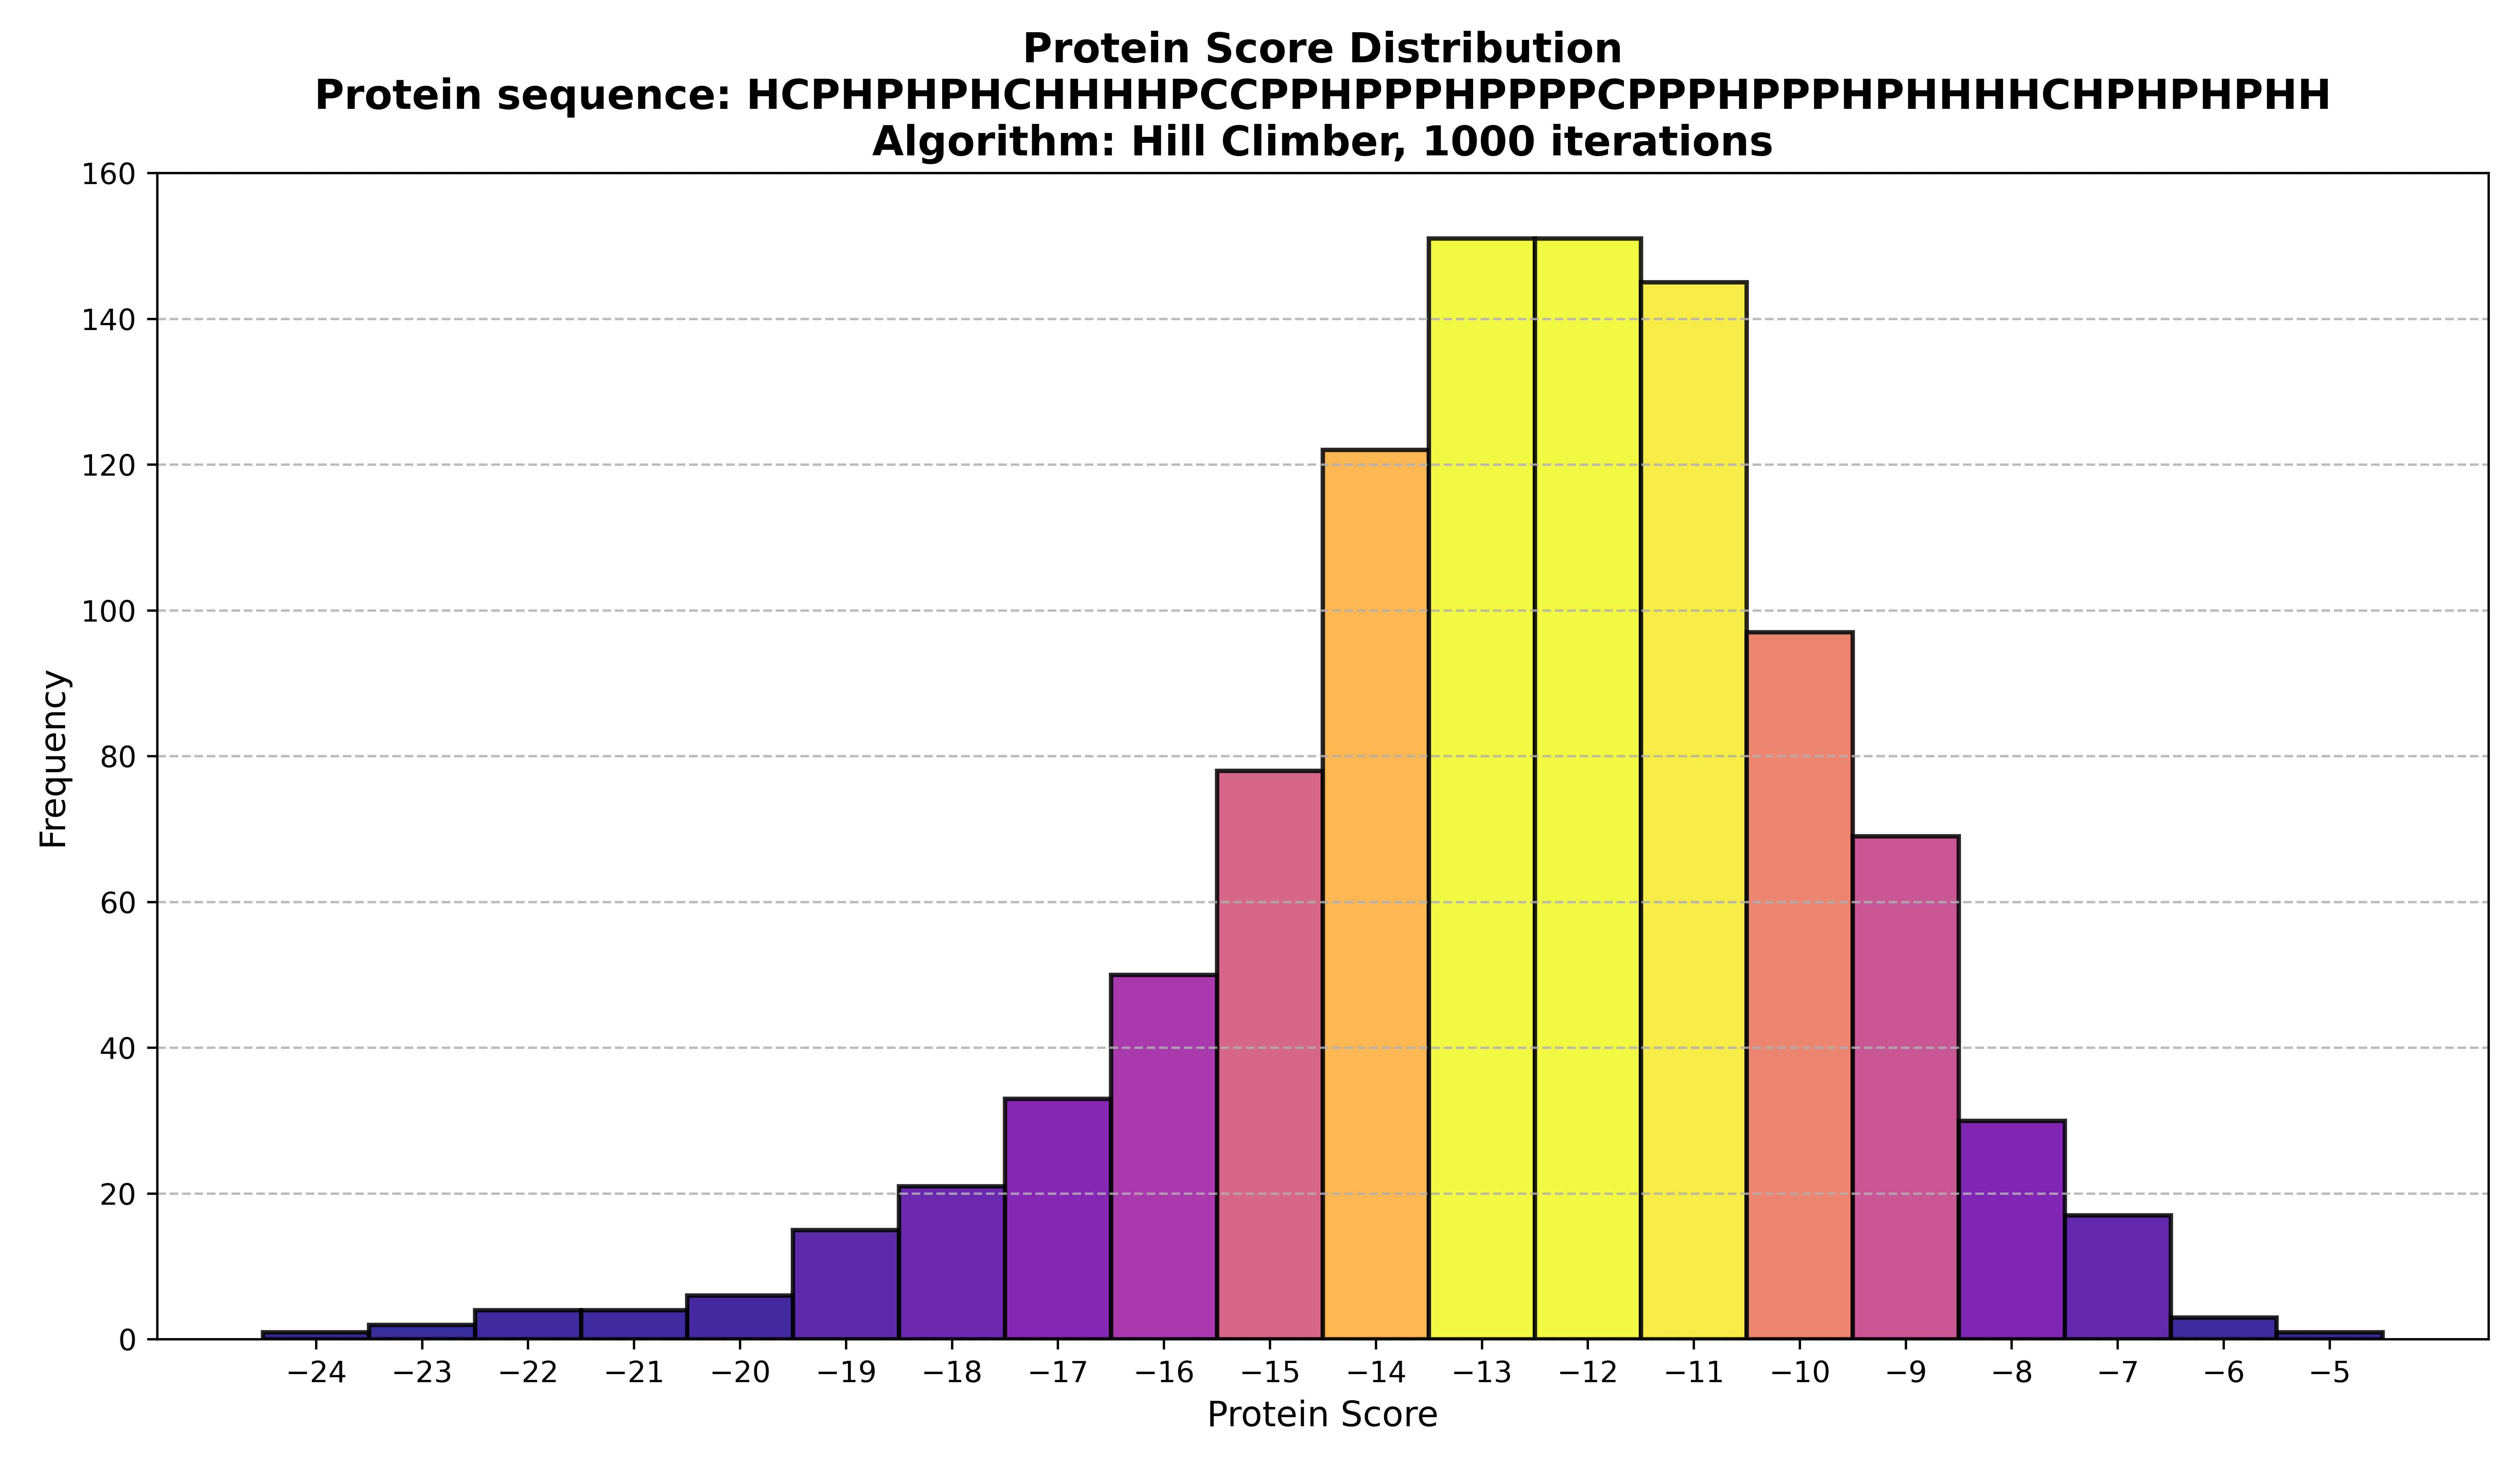 Protein Score Distribution
Protein sequence: HCPHPHPHCHHHHPCCPPHPPPHPPPPCPPPHPPPHPHHHHCHPHPHPHH
Algorithm: Hill Climber, 1000 iterations
160
140
120
100
80
60
40
20
0
Frequency
−24 −23 −22 −21 −20 −19 −18 −17 −16 −15 −14 −13 −12 −11 −10 −9 −8 −7 −6 −5
Protein Score